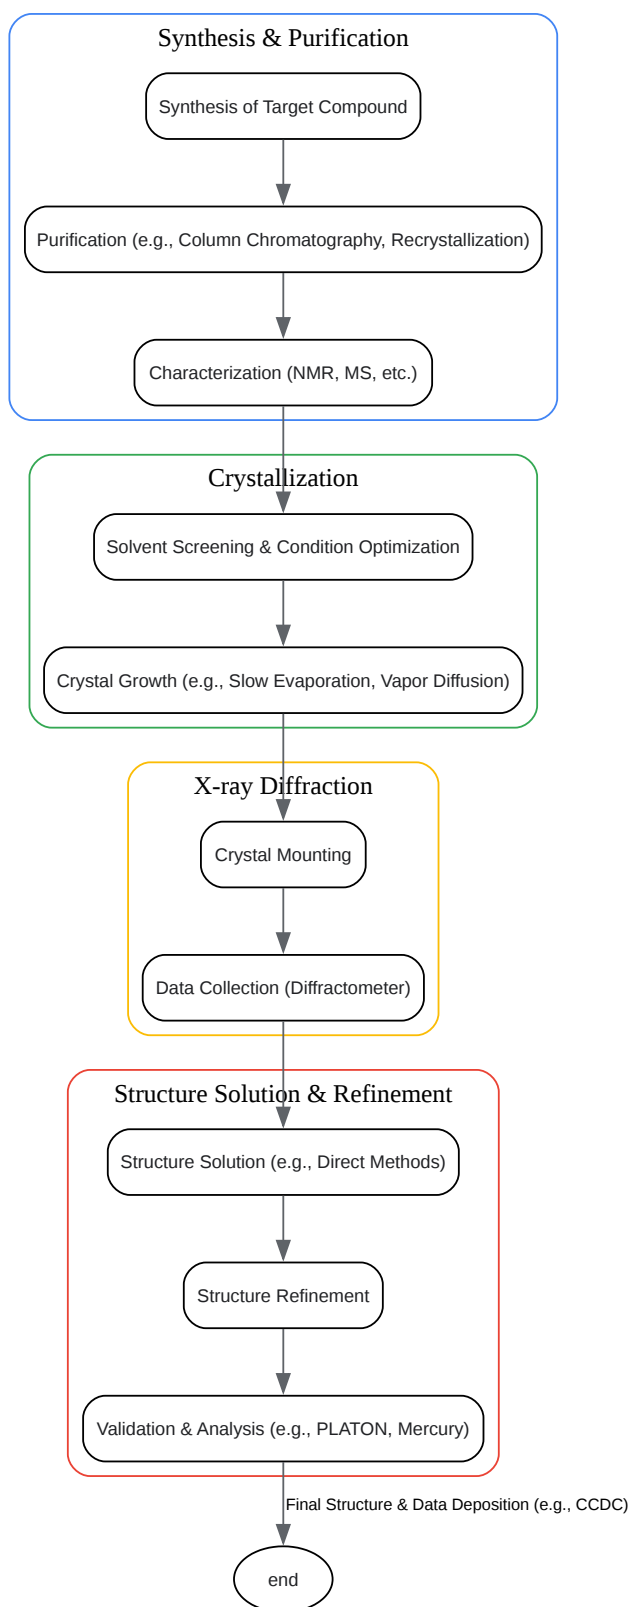 Synthesis & Purification
Synthesis of Target Compound
Purification (e.g., Column Chromatography, Recrystallization)
Characterization (NMR, MS, etc.)
Crystallization
Solvent Screening & Condition Optimization
Crystal Growth (e.g., Slow Evaporation, Vapor Diffusion)
X-ray Diffraction
Crystal Mounting
Data Collection (Diffractometer)
Structure Solution & Refinement
Structure Solution (e.g., Direct Methods)
Structure Refinement
Validation & Analysis (e.g., PLATON, Mercury)
Final Structure & Data Deposition (e.g., CCDC)
end